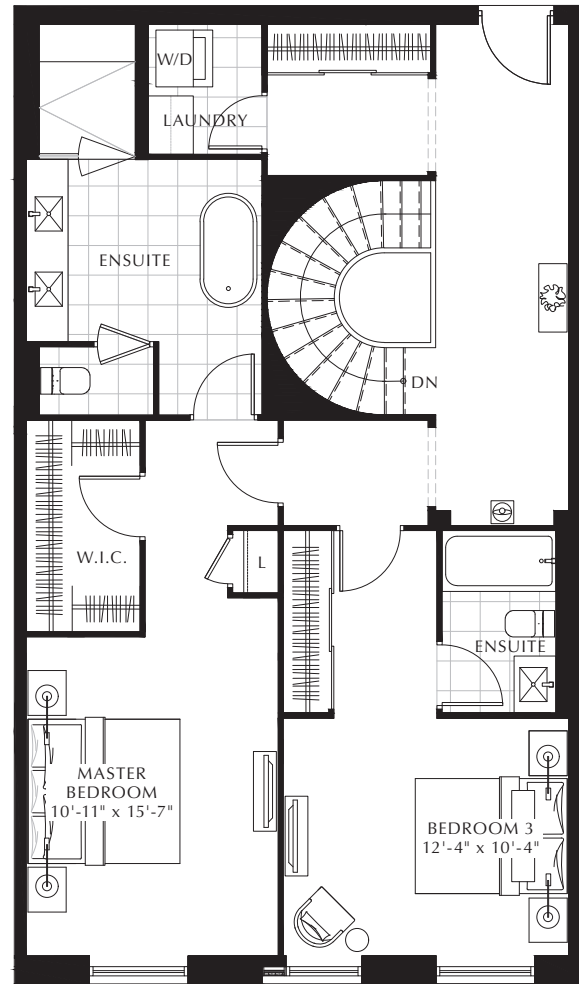 W/D
LAUNDRY
ENSUITE
DN
W.I.C.
L
ENSUITE
MASTER
BEDROOM
10'-11" x 15'-7"
BEDROOM 3
12'-4" x 10'-4"